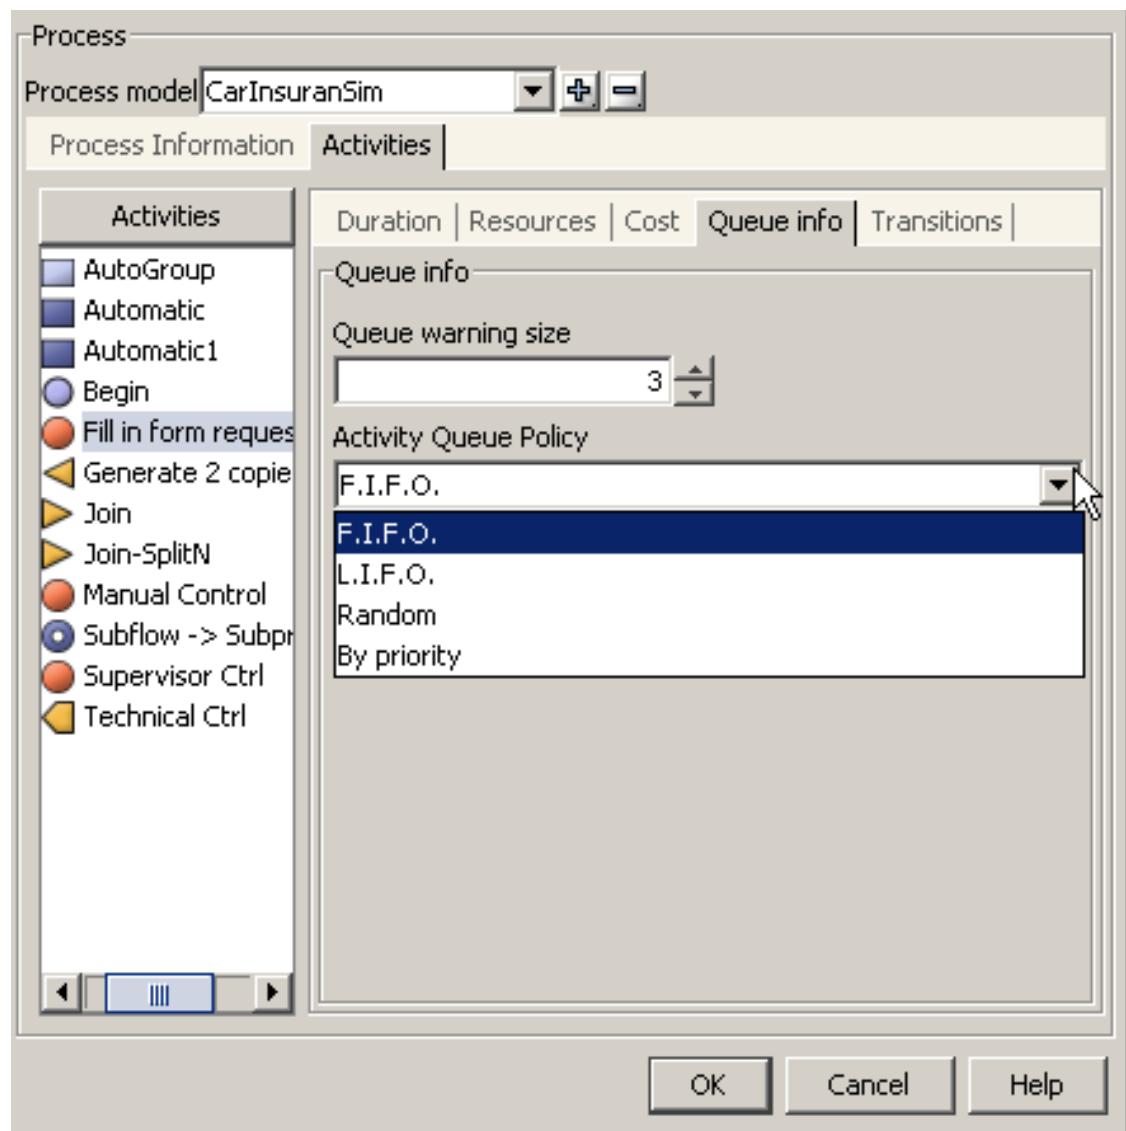 Process
Process model CarInsuranSim
Process Information Activities
Activities
AutoGroup
Automatic
Automatic1
Begin
Fill in form reques
Generate 2 copie
Join
Join-SplitN
Manual Control
Subflow -> Subpr
Supervisor Ctrl
Technical Ctrl
Duration Resources Cost Queue info Transitions
Queue info
Queue warning size
3
Activity Queue Policy
F.I.F.O.
F.I.F.O.
L.I.F.O.
Random
By priority
OK Cancel Help